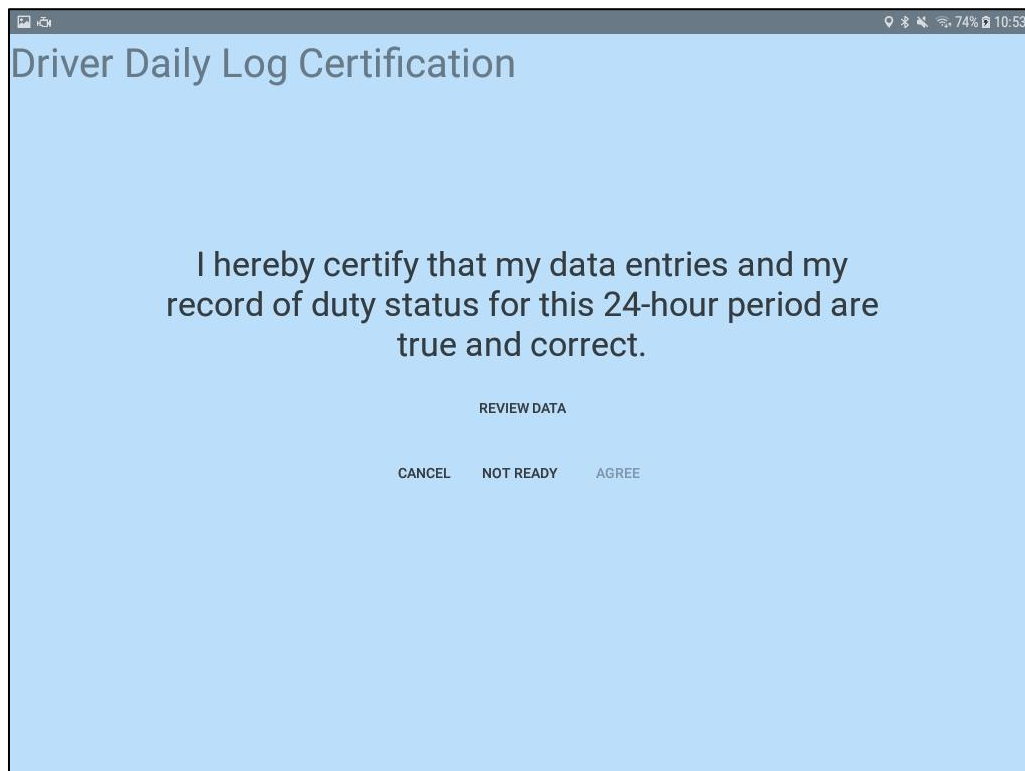 74% 10:53
Driver Daily Log Certification
I hereby certify that my data entries and my
record of duty status for this 24-hour period are
true and correct.
REVIEW DATA
CANCEL NOT READY AGREE